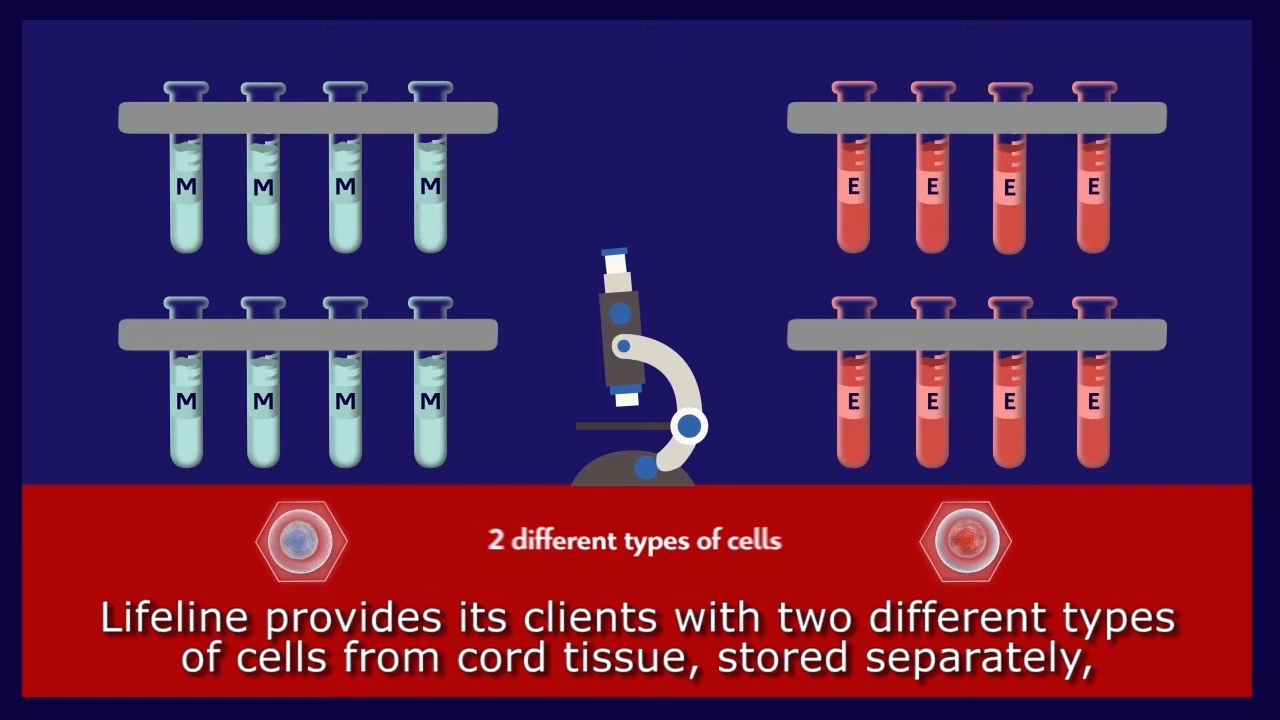 M M M M E E E E
M M M M E E E E
2 different types of cells
Lifeline provides its clients with two different types
of cells from cord tissue, stored separately,